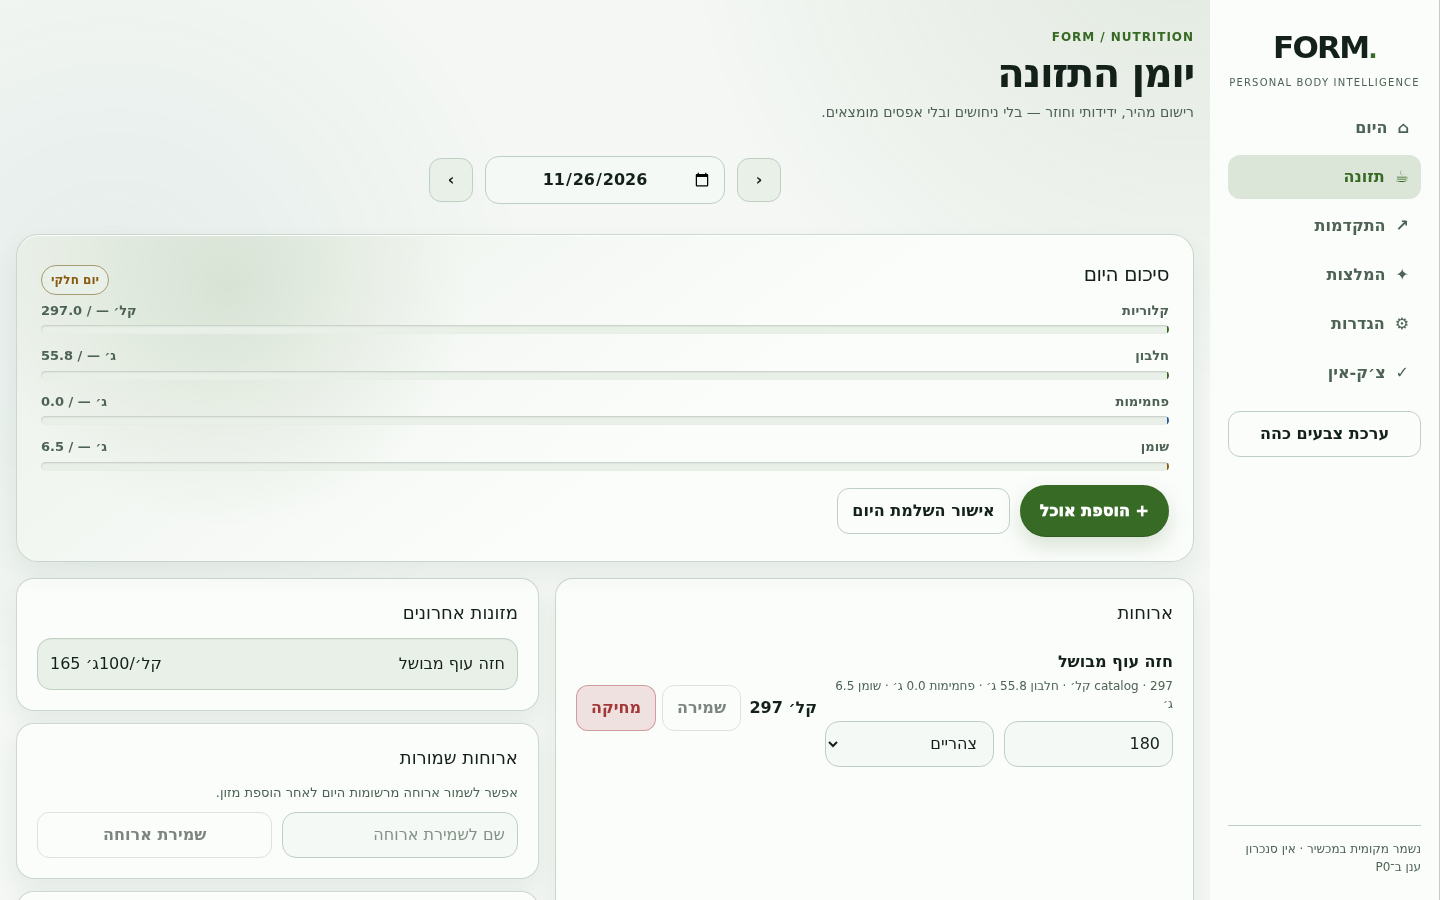 FORM.
PERSONAL BODY INTELLIGENCE
⌂ היום
☕ תזונה
↗ התקדמות
✦ המלצות
⚙ הגדרות
✓ צ׳ק-אין
ערכת צבעים כהה
נשמר מקומית במכשיר · אין סנכרון
ענן ב־P0
FORM / NUTRITION
יומן התזונה
רישום מהיר, ידידותי וחוזר — בלי ניחושים ובלי אפסים מומצאים.
› 11/26/2026 ‹
סיכום היום
יום חלקי
קלוריות
297.0 / — קל׳
חלבון
55.8 / — ג׳
פחמימות
0.0 / — ג׳
שומן
6.5 / — ג׳
+ הוספת אוכל
אישור השלמת היום
ארוחות
חזה עוף מבושל
297 · catalog קל׳ · חלבון 55.8 ג׳ · פחמימות 0.0 ג׳ · שומן 6.5
ג׳
180
צהריים
297 קל׳
שמירה
מחיקה
מזונות אחרונים
חזה עוף מבושל
165 קל׳/100ג׳
ארוחות שמורות
אפשר לשמור ארוחה מרשומות היום לאחר הוספת מזון.
שם לשמירת ארוחה
שמירת ארוחה